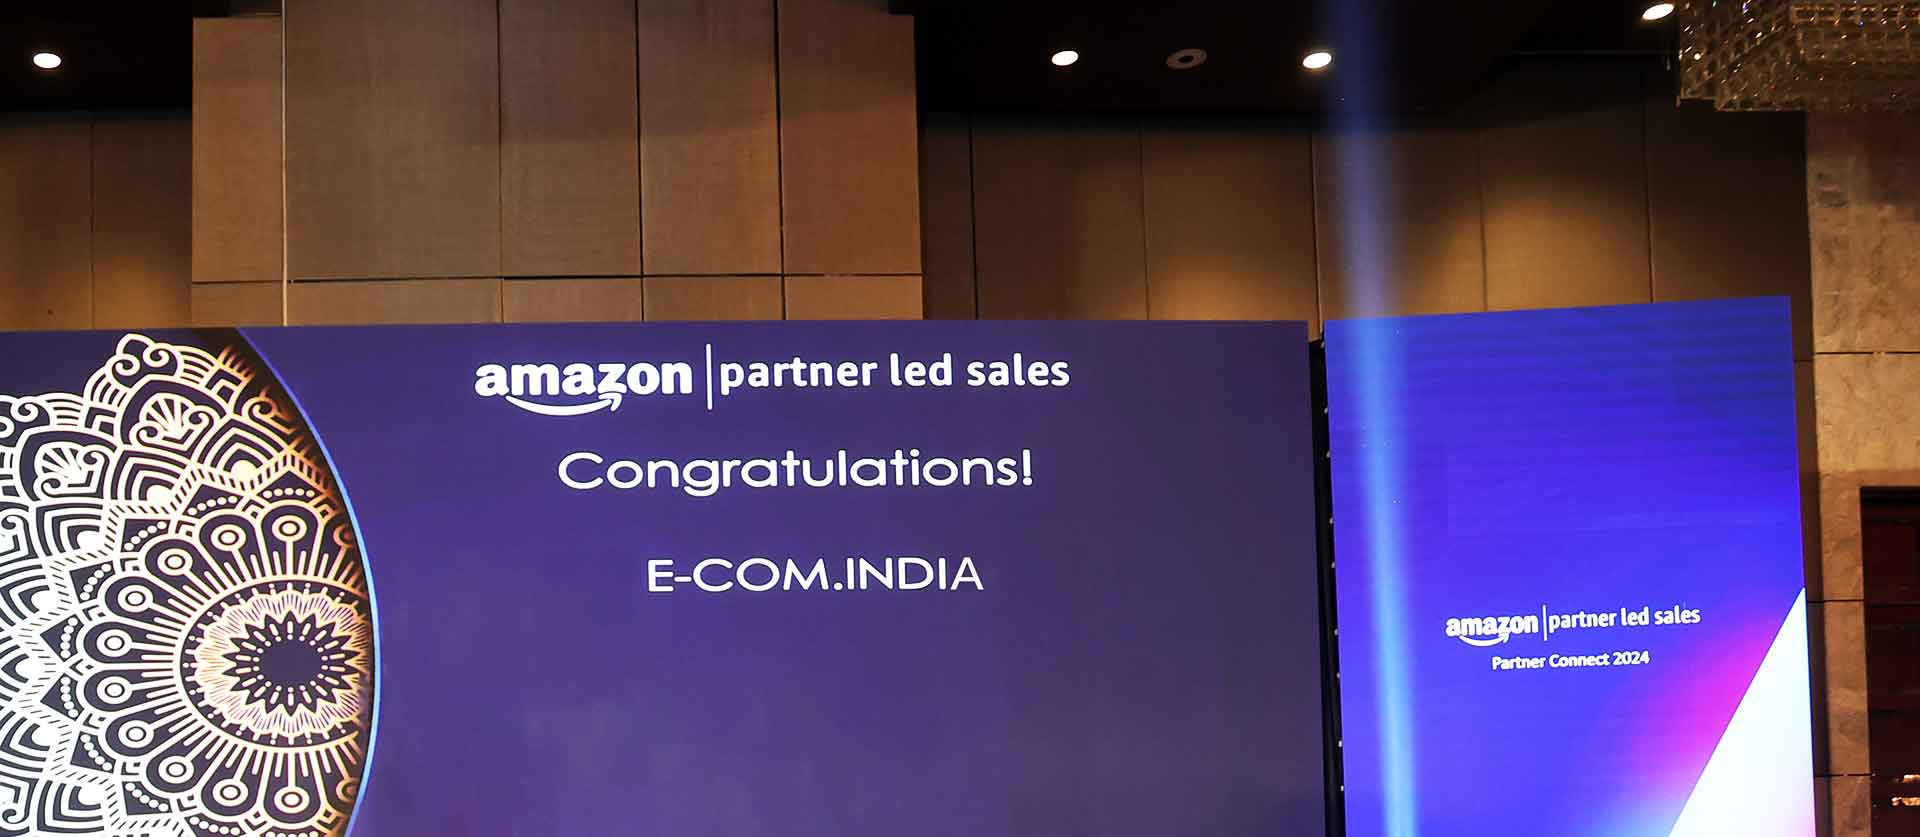 amazon | partner led sales
Congratulations!
E-COM.INDIA
amazon | partner led sales
Partner Connect 2024